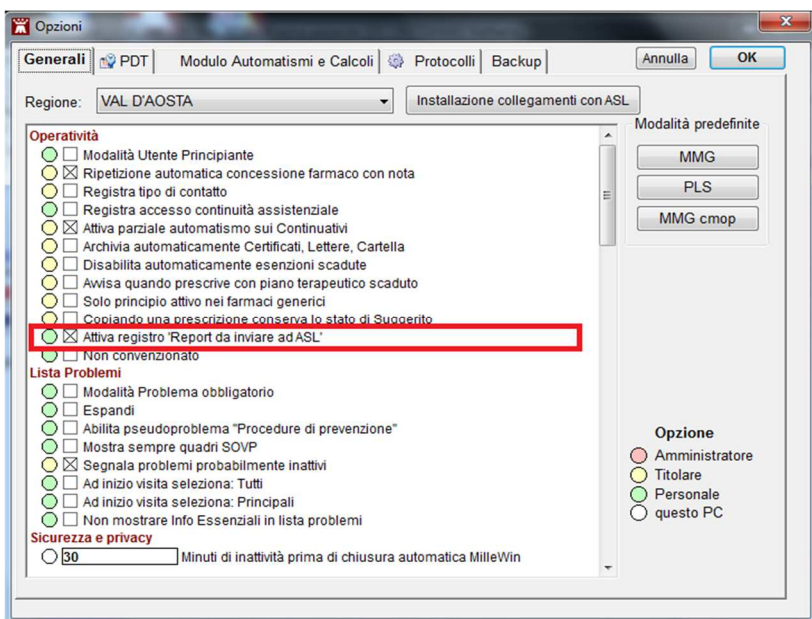 Opzioni
Generali PDT Modulo Automatismi e Calcoli Protocolli Backup Annulla OK
Regione: VAL D'AOSTA Installazione collegamenti con ASL
Modalità predefinite
MMG
PLS
MMG cmop
Operatività
Modalità Utente Principiante
Ripetizione automatica concessione farmaco con nota
Registra tipo di contatto
Registra accesso continuità assistenziale
Attiva parziale automatismo sui Continuativi
Archivia automaticamente Certificati, Lettere, Cartella
Disabilita automaticamente esenzioni scadute
Avvisa quando prescrive con piano terapeutico scaduto
Solo principio attivo nei farmaci generici
Copiando una prescrizione conserva lo stato di Suggerito
Attiva registro 'Report da inviare ad ASL'
Non convenzionato
Lista Problemi
Modalità Problema obbligatorio
Espandi
Abilita pseudoproblema "Procedure di prevenzione"
Mostra sempre quadri SOVP
Segnala problemi probabilmente inattivi
Ad inizio visita seleziona: Tutti
Ad inizio visita seleziona: Principali
Non mostrare Info Essenziali in lista problemi
Sicurezza e privacy
30 Minuti di inattività prima di chiusura automatica MilleWin
Opzione
Amministratore
Titolare
Personale
questo PC